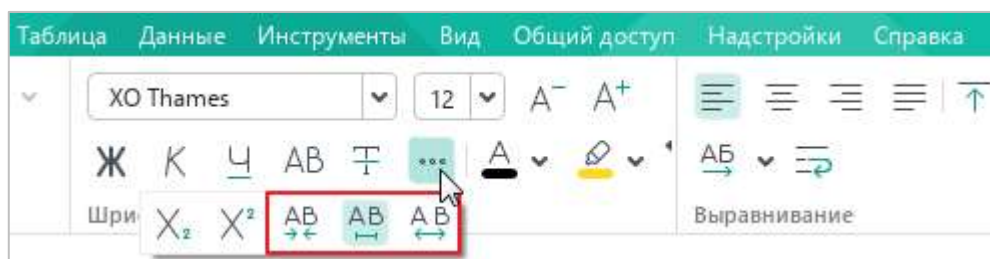 Таблица Данные Инструменты Вид Общий доступ Надстройки Справка
XO Thames 12 A⁻ A⁺
Ж К Ч АВ Т ... А АБ
Шри X₂ X² АВ АВ АВ Выравнивание